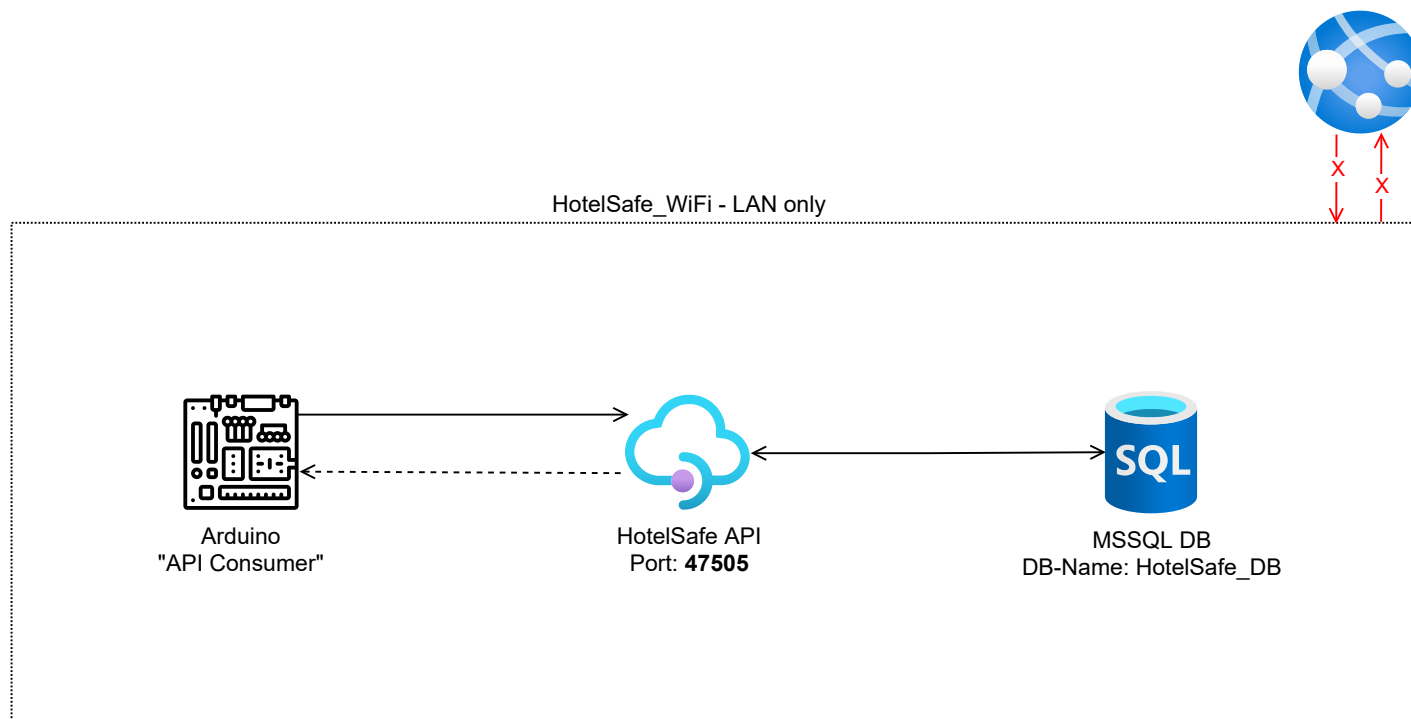 HotelSafe_WiFi - LAN only
X
X
SQL
Arduino
"API Consumer"
HotelSafe API
Port: 47505
MSSQL DB
DB-Name: HotelSafe_DB